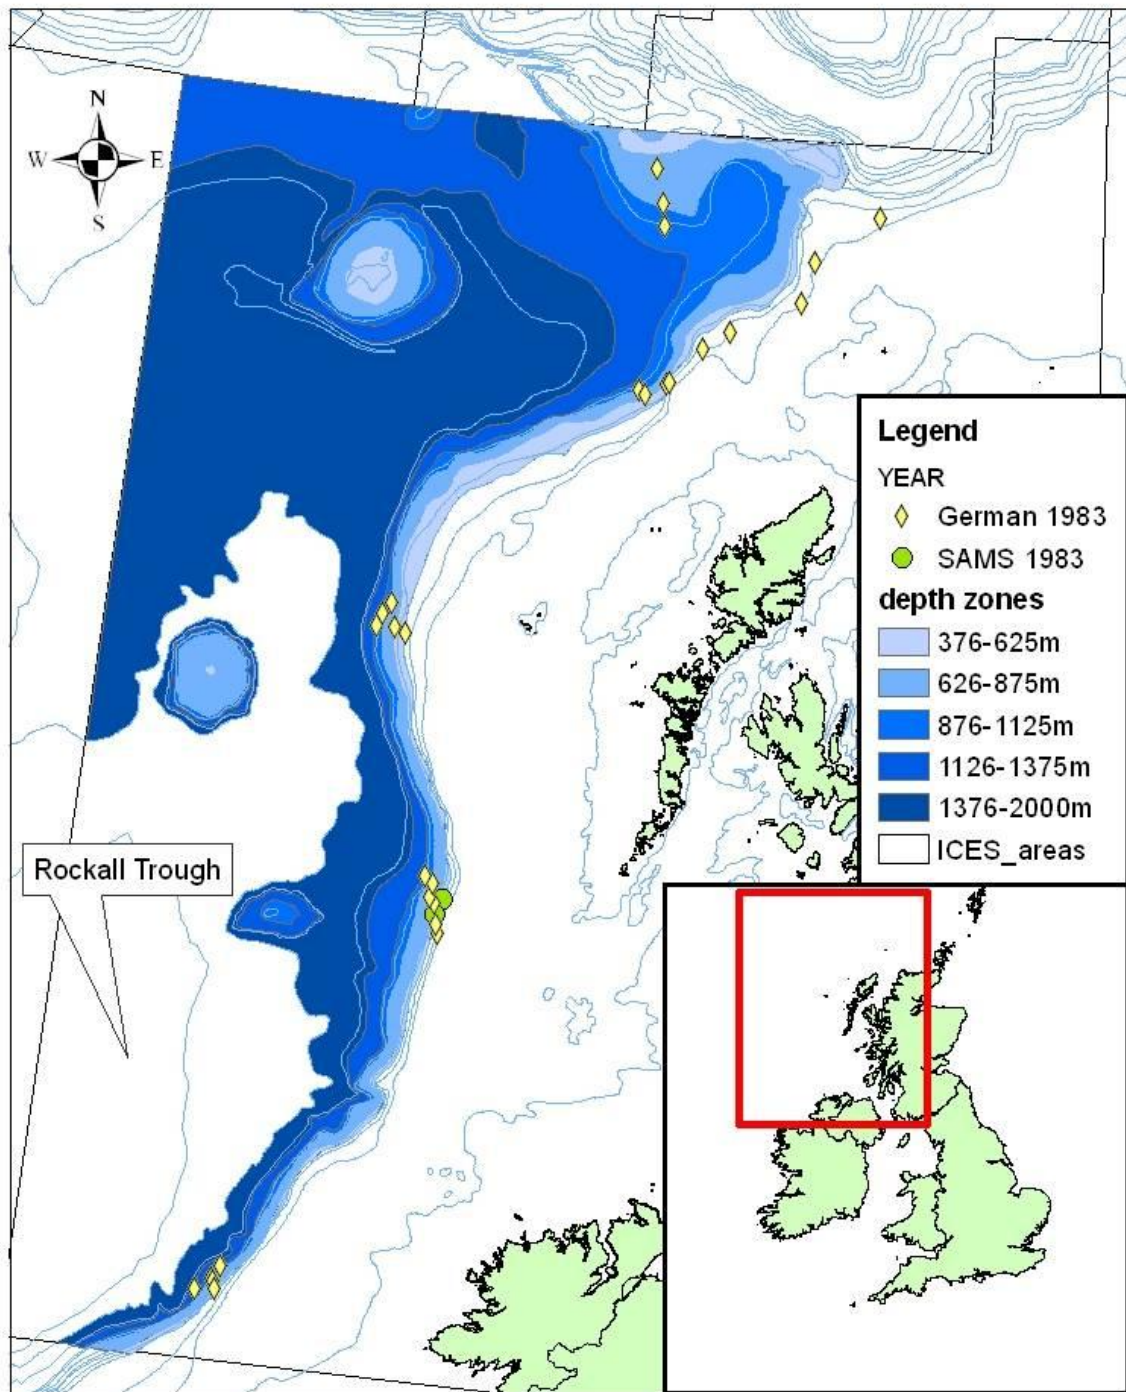 N
W E
S
Legend
YEAR
German 1983
SAMS 1983
depth zones
376-625m
626-875m
876-1125m
1126-1375m
1376-2000m
ICES_areas
Rockall Trough